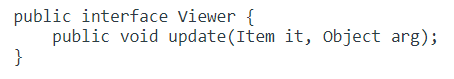 public interface Viewer {
    public void update(Item it, Object arg);
}